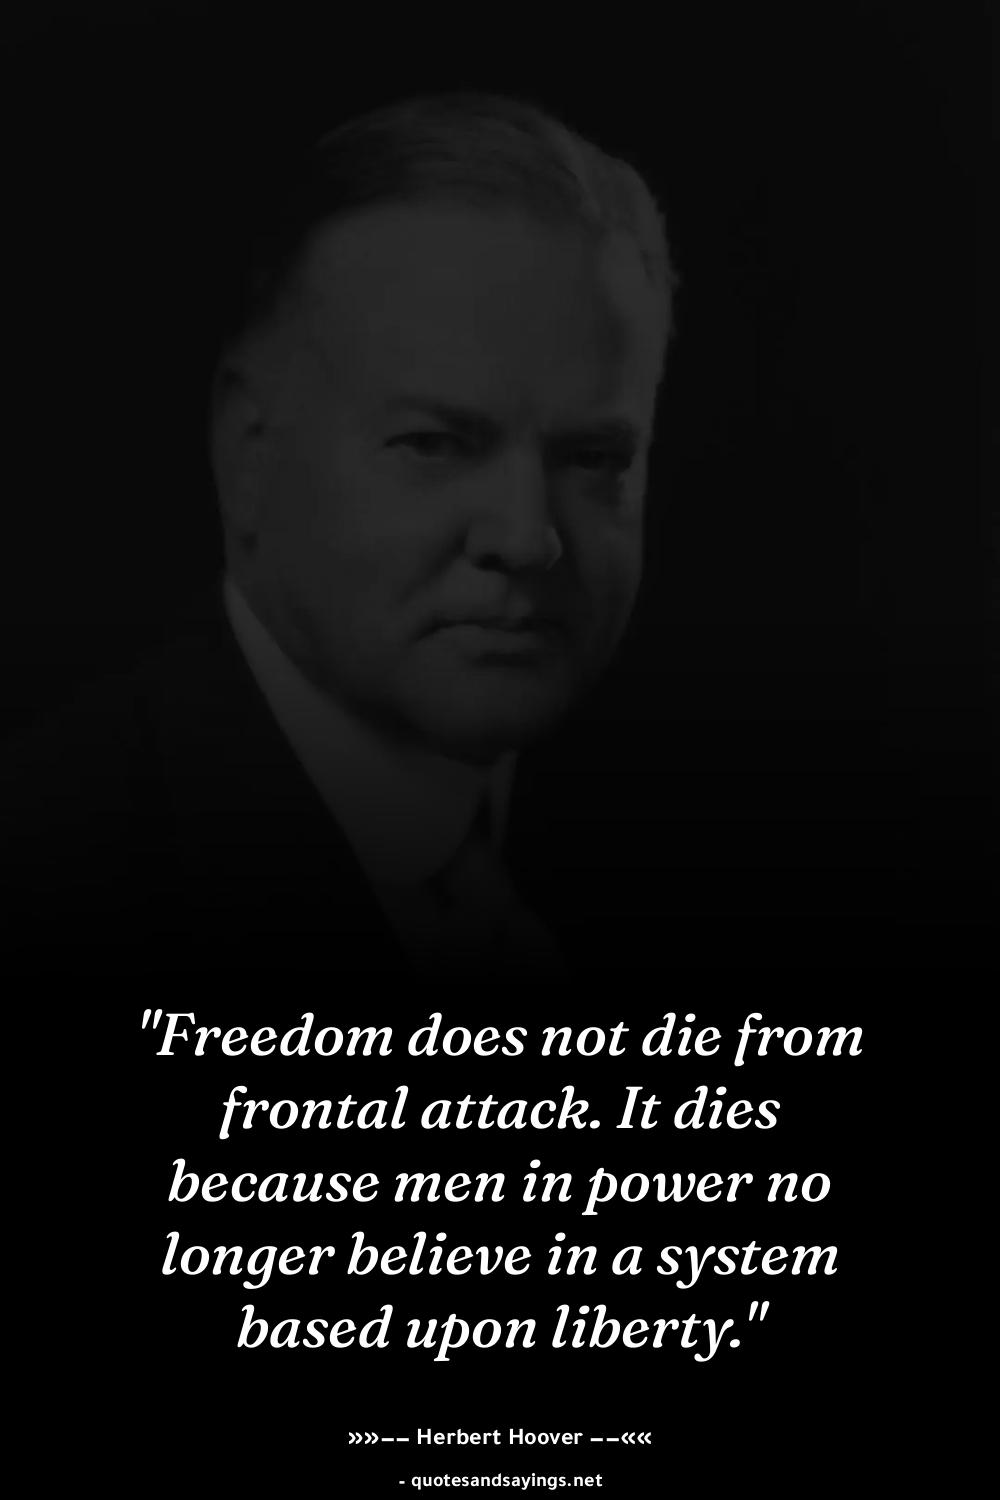 "Freedom does not die from
frontal attack. It dies
because men in power no
longer believe in a system
based upon liberty."
»»–– Herbert Hoover ––««
- quotesandsayings.net